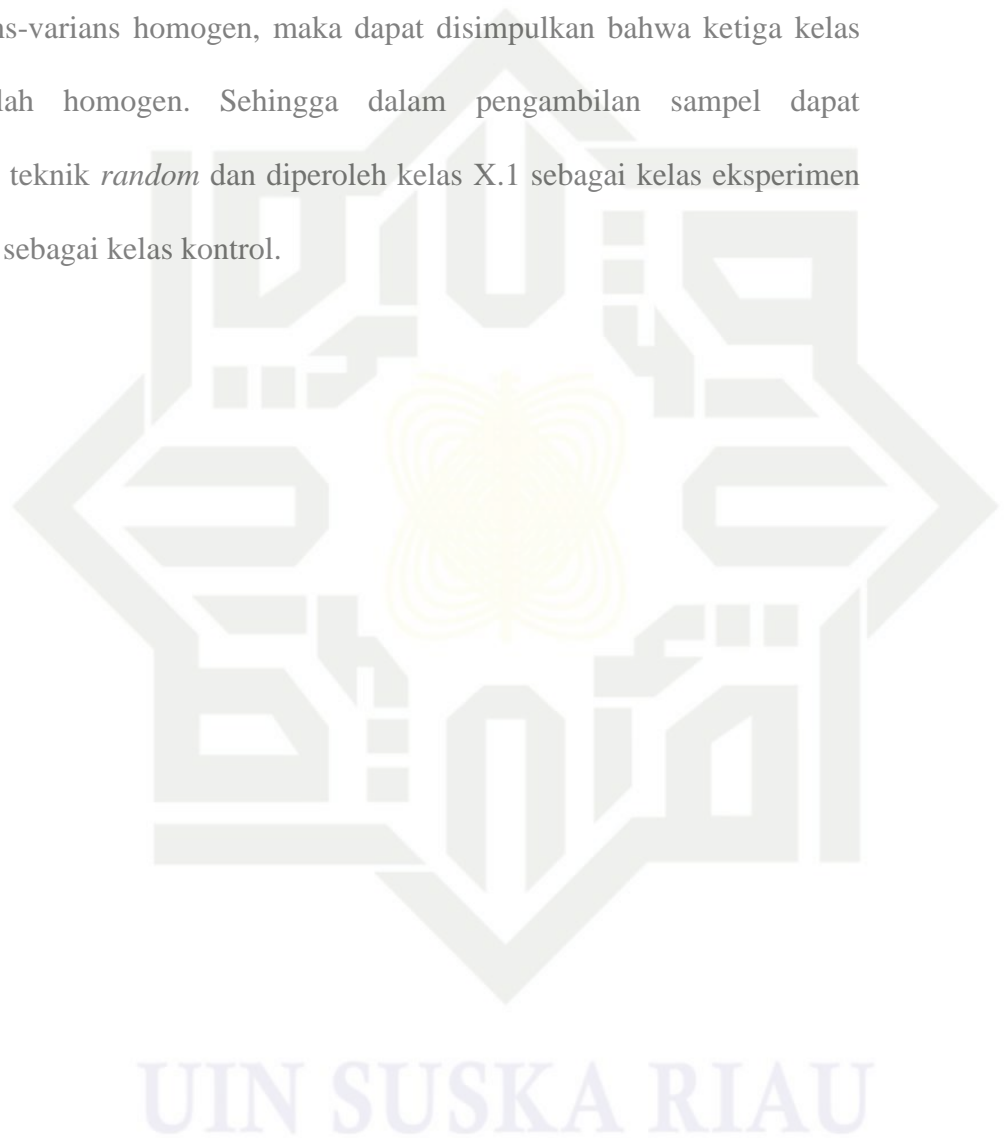 ns-varians homogen, maka dapat disimpulkan bahwa ketiga kelas
lah homogen. Sehingga dalam pengambilan sampel dapat
teknik random dan diperoleh kelas X.1 sebagai kelas eksperimen
sebagai kelas kontrol.
UIN SUSKA RIAU